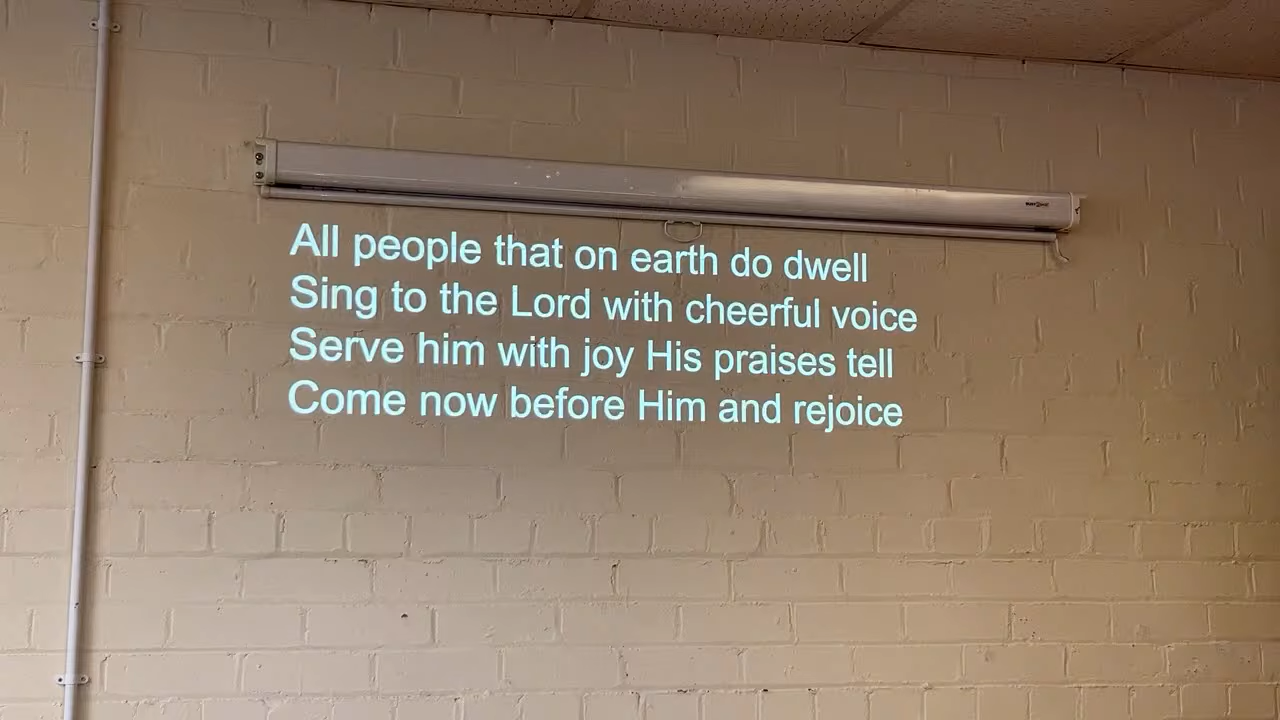 All people that on earth do dwell
Sing to the Lord with cheerful voice
Serve him with joy His praises tell
Come now before Him and rejoice